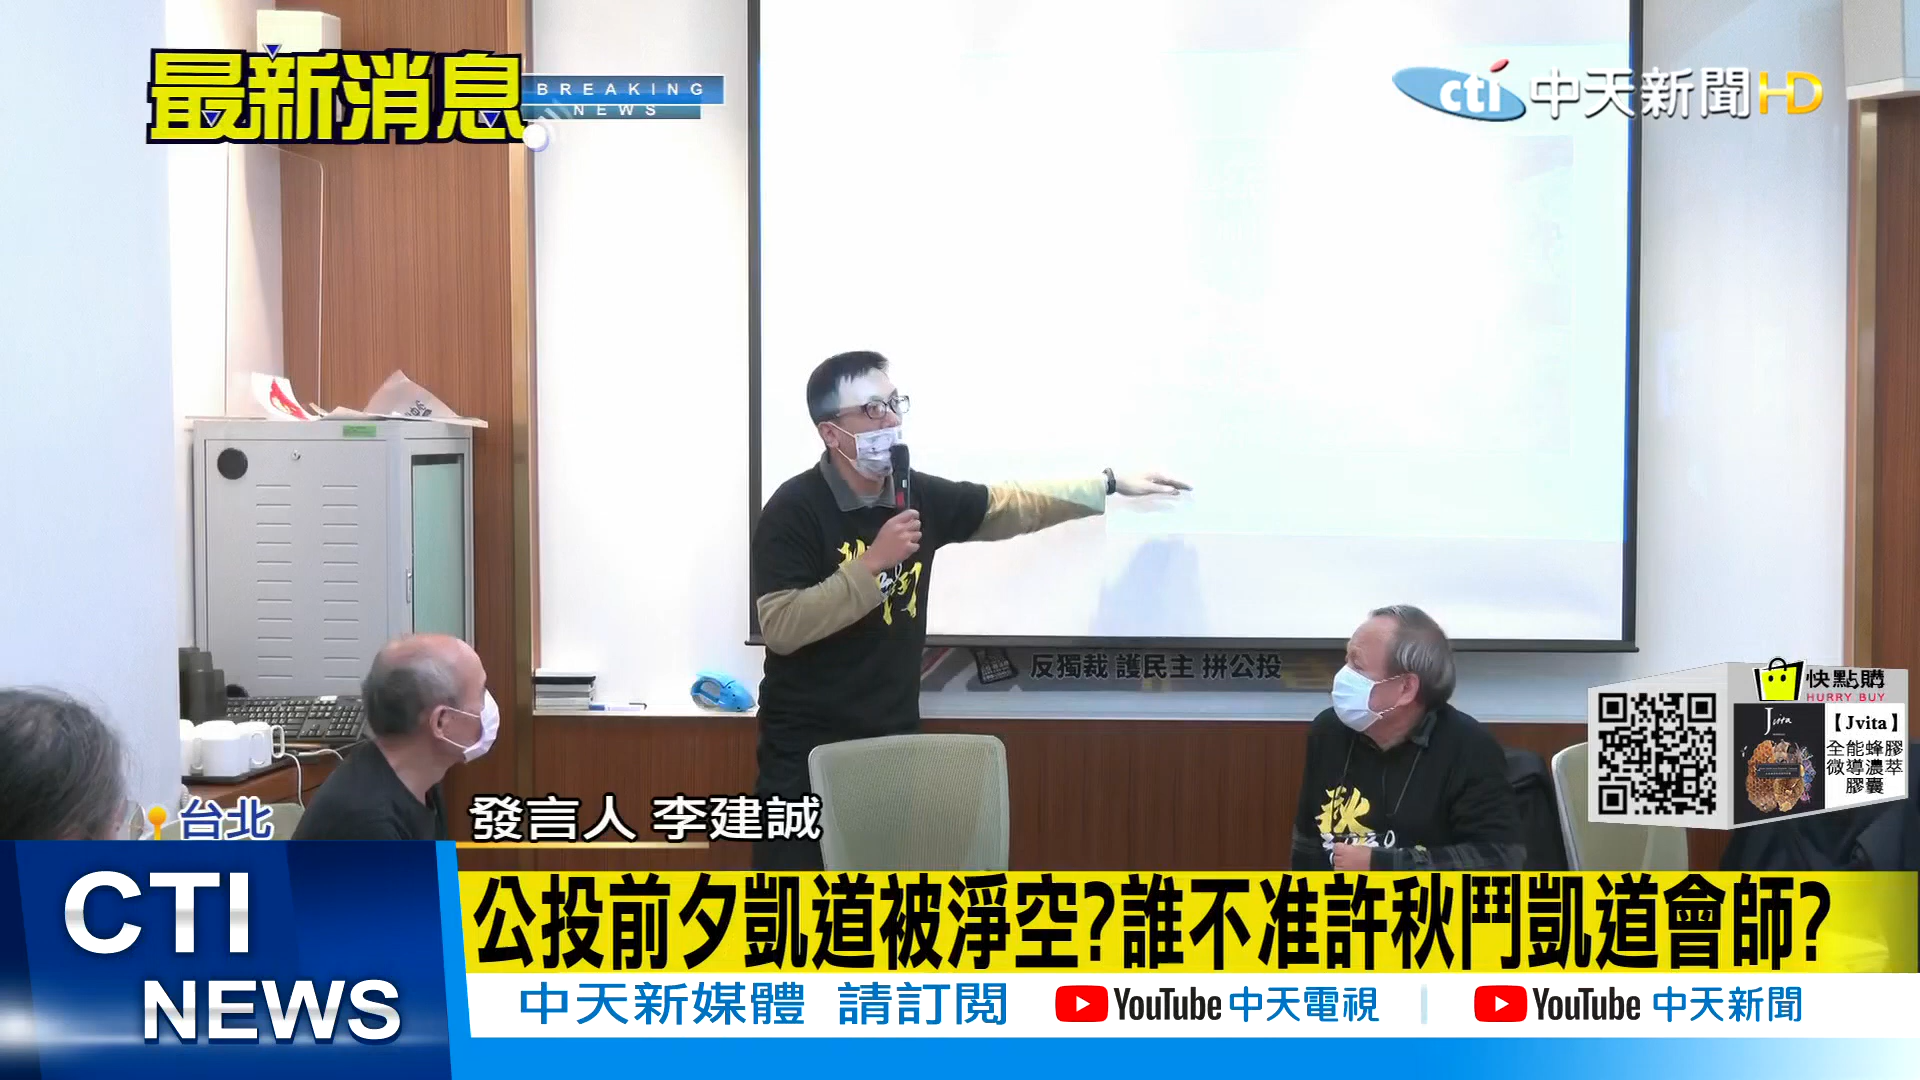 最新消息
BREAKING
NEWS
cti 中天新聞HD
反獨裁 護民主 拼公投
秋
快點購
HURRY BUY
Jvita
【Jvita】
全能蜂膠
微導濃萃
膠囊
台北
發言人 李建誠
CTI
NEWS
公投前夕凱道被淨空?誰不准許秋鬥凱道會師?
中天新媒體 請訂閱 YouTube 中天電視 | YouTube 中天新聞